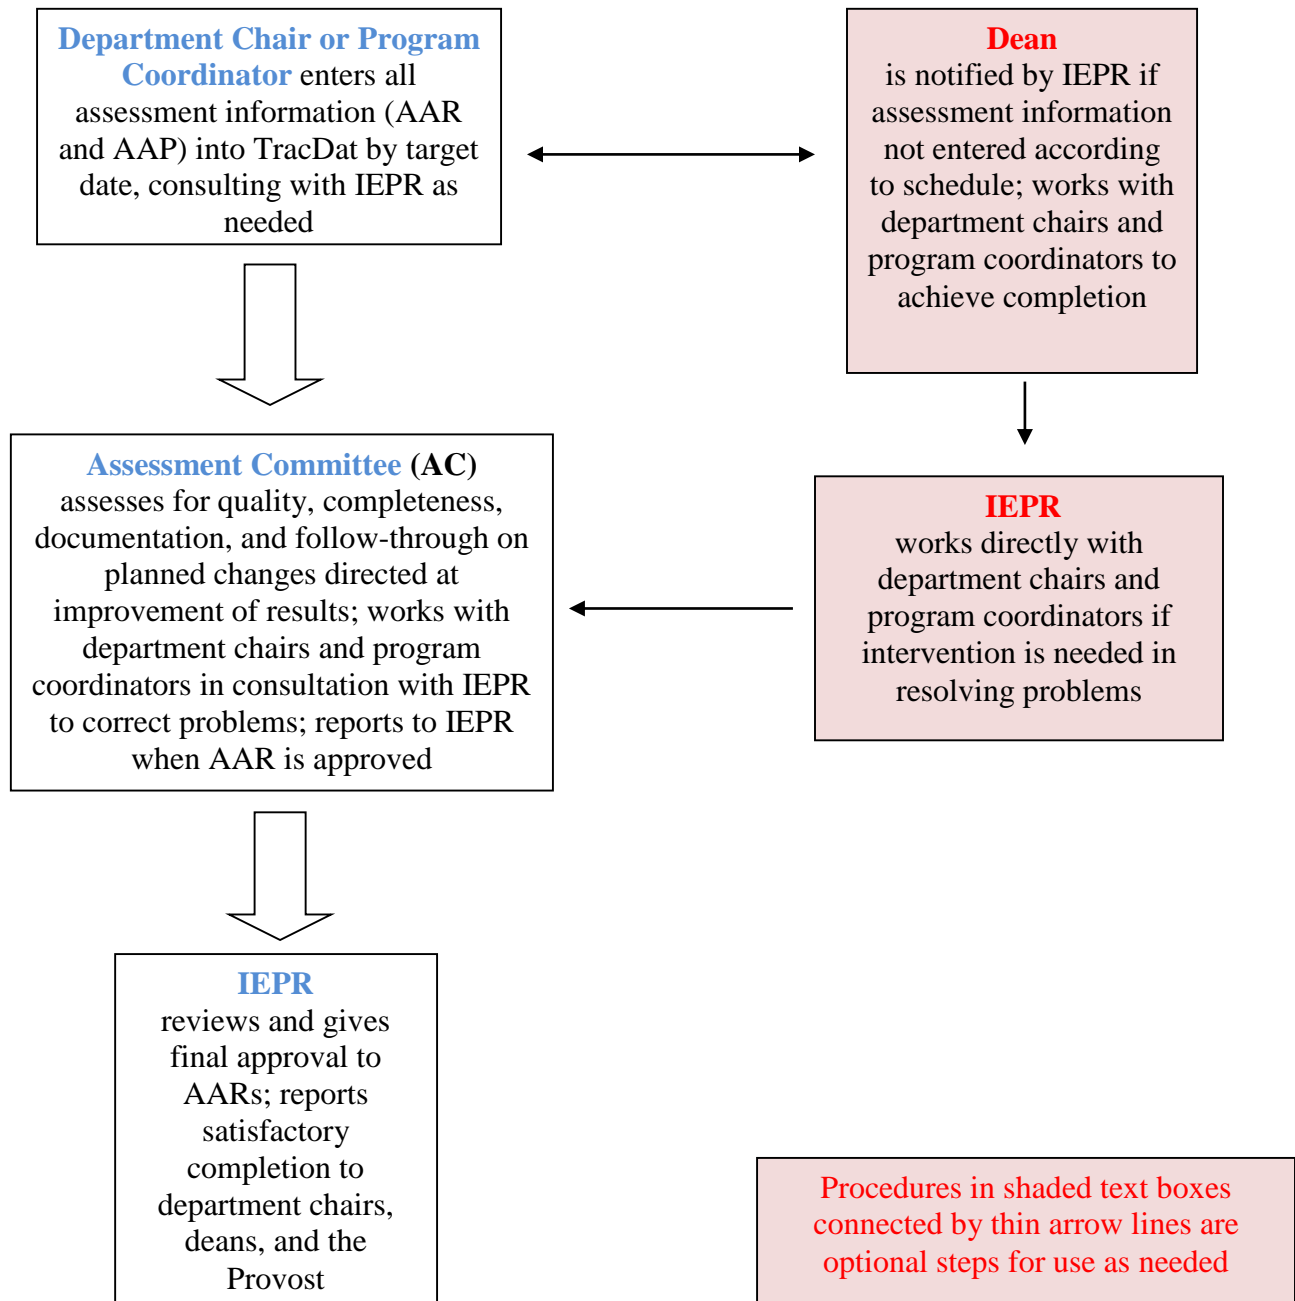 Department Chair or Program
Coordinator enters all
assessment information (AAR
and AAP) into TracDat by target
date, consulting with IEPR as
needed
Dean
is notified by IEPR if
assessment information
not entered according
to schedule; works with
department chairs and
program coordinators to
achieve completion
Assessment Committee (AC)
assesses for quality, completeness,
documentation, and follow-through on
planned changes directed at
improvement of results; works with
department chairs and program
coordinators in consultation with IEPR
to correct problems; reports to IEPR
when AAR is approved
IEPR
works directly with
department chairs and
program coordinators if
intervention is needed in
resolving problems
IEPR
reviews and gives
final approval to
AARs; reports
satisfactory
completion to
department chairs,
deans, and the
Provost
Procedures in shaded text boxes
connected by thin arrow lines are
optional steps for use as needed